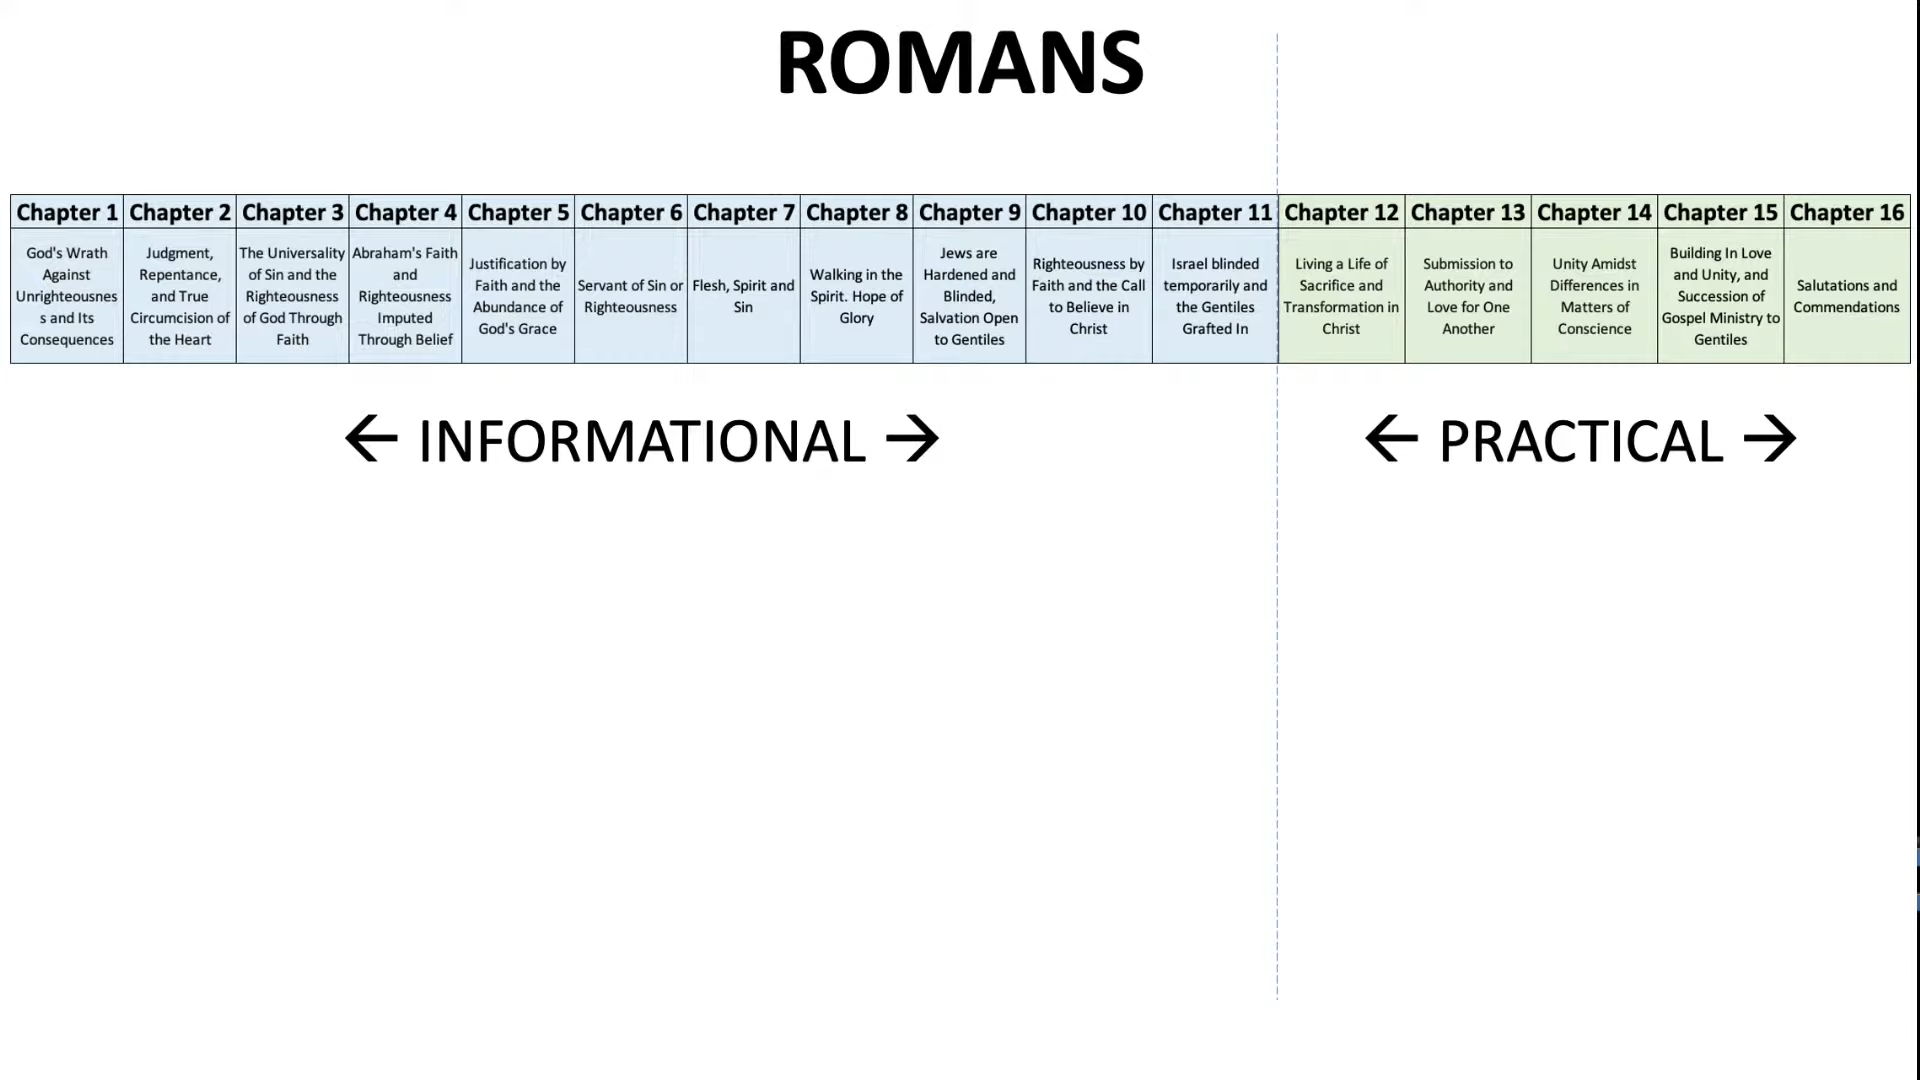 ROMANS
Chapter 1 Chapter 2 Chapter 3 Chapter 4 Chapter 5 Chapter 6 Chapter 7 Chapter 8 Chapter 9 Chapter 10 Chapter 11 Chapter 12 Chapter 13 Chapter 14 Chapter 15 Chapter 16
God's Wrath
Against
Unrighteousnes
s and Its
Consequences
Judgment,
Repentance,
and True
Circumcision of
the Heart
The Universality
of Sin and the
Righteousness
of God Through
Faith
Abraham's Faith
and
Righteousness
Imputed
Through Belief
Justification by
Faith and the
Abundance of
God's Grace
Servant of Sin or
Righteousness
Flesh, Spirit and
Sin
Walking in the
Spirit. Hope of
Glory
Jews are
Hardened and
Blinded,
Salvation Open
to Gentiles
Righteousness by
Faith and the Call
to Believe in
Christ
Israel blinded
temporarily and
the Gentiles
Grafted In
Living a Life of
Sacrifice and
Transformation in
Christ
Submission to
Authority and
Love for One
Another
Unity Amidst
Differences in
Matters of
Conscience
Building In Love
and Unity, and
Succession of
Gospel Ministry to
Gentiles
Salutations and
Commendations
← INFORMATIONAL →
← PRACTICAL →